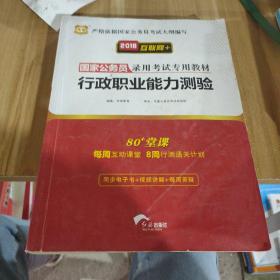 严格依据国家公务员考试大纲编写
2018 互联网+
国家公务员录用考试专用教材
行政职业能力测验
80+堂课
每周互动课堂 8周行测通关计划
同步电子书+视频讲解+每周答疑